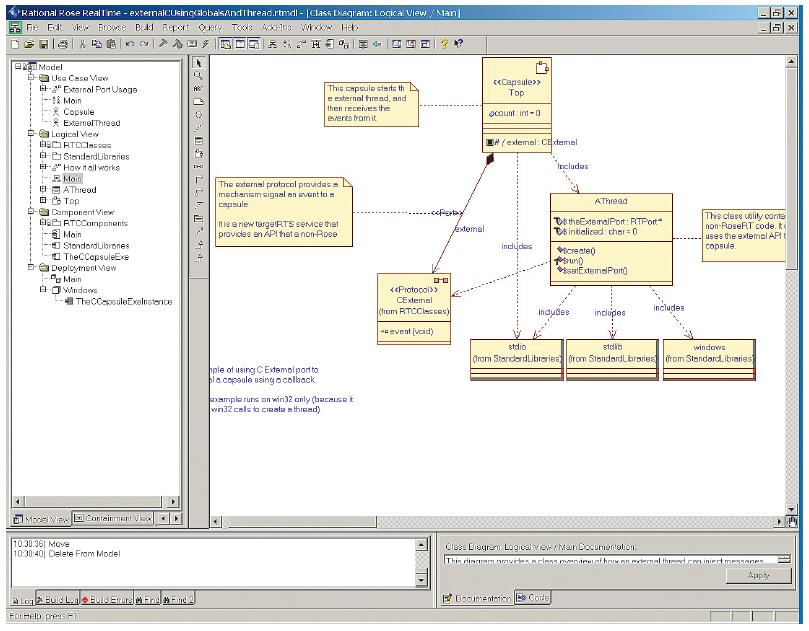 Rational Rose RealTime - externalCUsingGlobalsAndThread.rtmdl - [Class Diagram: Logical View / Main]
File Edit View Browse Build Report Query Tools Add-Ins Window Help
Model
Use Case View
External Port Usage
Main
Capsule
ExternalThread
Logical View
RTCClasses
StandardLibraries
How it all works
Main
AThread
Top
Component View
RTCComponents
Main
StandardLibraries
TheCCapsuleExe
Deployment View
Main
Windows
TheCCapsuleExeInstance
Model View
Containment View
This capsule starts th
e external thread, and
then receives the
events from it.
<<Capsule>>
Top
count : int = 0
# / external : CExternal
includes
The external protocol provides a
mechanism signal an event to a
capsule.
It is a new targetRTS service that
provides an API that a non-Rose
<<Port>>
external
includes
AThread
$ theExternalPort : RTPort *
$ initialized : char = 0
$create()
$run()
$setExternalPort()
This class utility conta
non-RoseRT code. It
uses the external API t
capsule.
<<Protocol>>
CExternal
(from RTCClasses)
event (void)
includes
includes
includes
stdio
(from StandardLibraries)
stdlib
(from StandardLibraries)
windows
(from StandardLibraries)
mple of using C External port to
al a capsule using a callback.
example runs on win32 only (because it
win32 calls to create a thread)
10:30:36| Move
10:30:40| Delete From Model
Log
Build Log
Build Errors
Find
Find 2
Class Diagram: Logical View / Main Documentation:
This diagram provides a class overview of how an external thread can inject messages
Apply
Documentation
Code
For Help, press F1